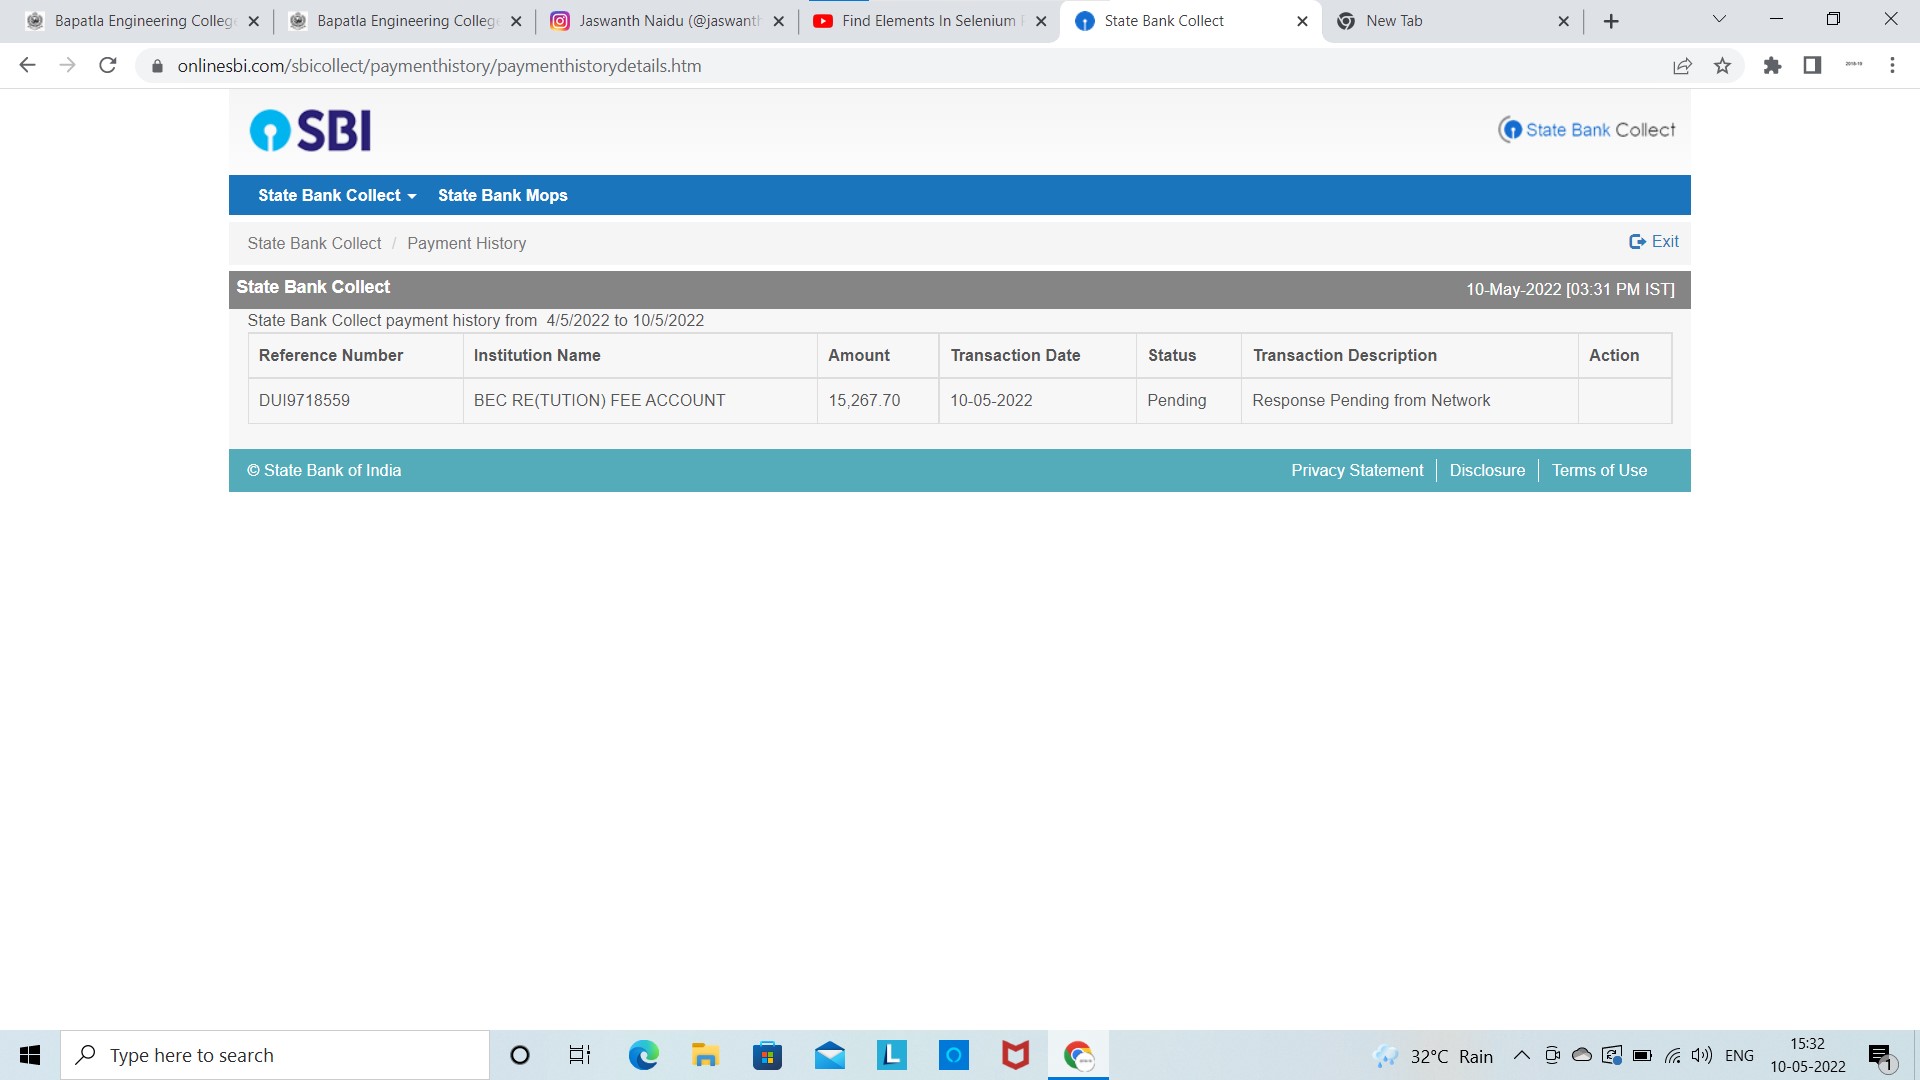 Bapatla Engineering Colleg
Bapatla Engineering Colleg
Jaswanth Naidu (@jaswant
Find Elements In Selenium
State Bank Collect
New Tab
onlinesbi.com/sbicollect/paymenthistory/paymenthistorydetails.htm
2018-19
SBI
State Bank Collect
State Bank Collect State Bank Mops
State Bank Collect / Payment History
Exit
State Bank Collect
10-May-2022 [03:31 PM IST]
State Bank Collect payment history from 4/5/2022 to 10/5/2022
Reference Number Institution Name Amount Transaction Date Status Transaction Description Action
DUI9718559 BEC RE(TUTION) FEE ACCOUNT 15,267.70 10-05-2022 Pending Response Pending from Network
© State Bank of India
Privacy Statement Disclosure Terms of Use
Type here to search
L
32°C Rain
ENG
15:32
10-05-2022
1